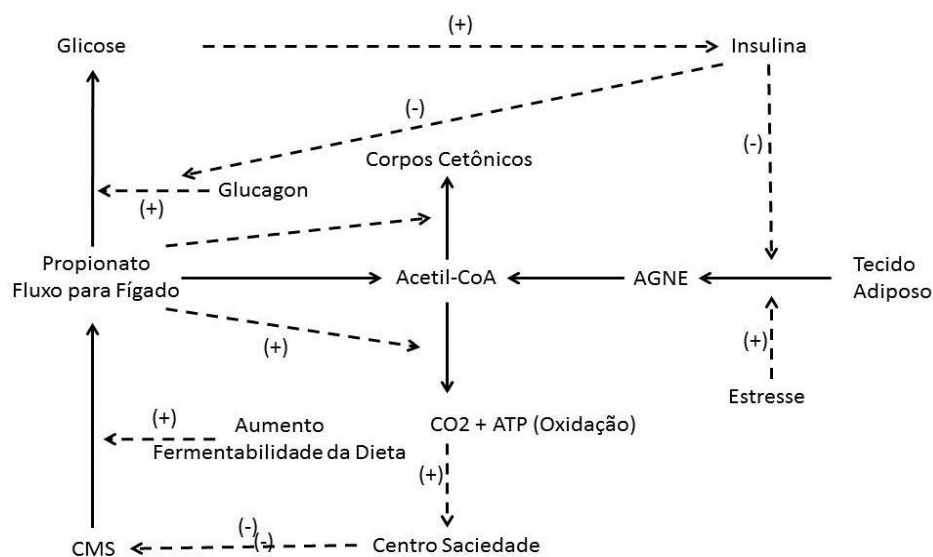 (+)
Glicose
Insulina
(-)
(-)
Corpos Cetônicos
Glucagon
(+)
Propionato
Fluxo para Fígado
Acetil-CoA
AGNE
Tecido
Adiposo
(+)
(+)
Estresse
(+)
Aumento
Fermentabilidade da Dieta
CO2 + ATP (Oxidação)
(+)
(-)
(-)
CMS
Centro Saciedade